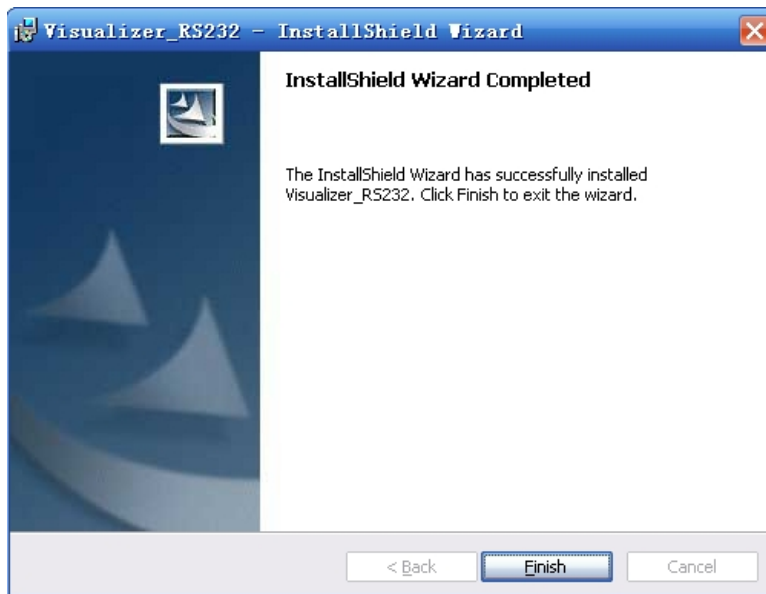 Visualizer_RS232 - InstallShield Wizard
InstallShield Wizard Completed
The InstallShield Wizard has successfully installed
Visualizer_RS232. Click Finish to exit the wizard.
< Back
Finish
Cancel